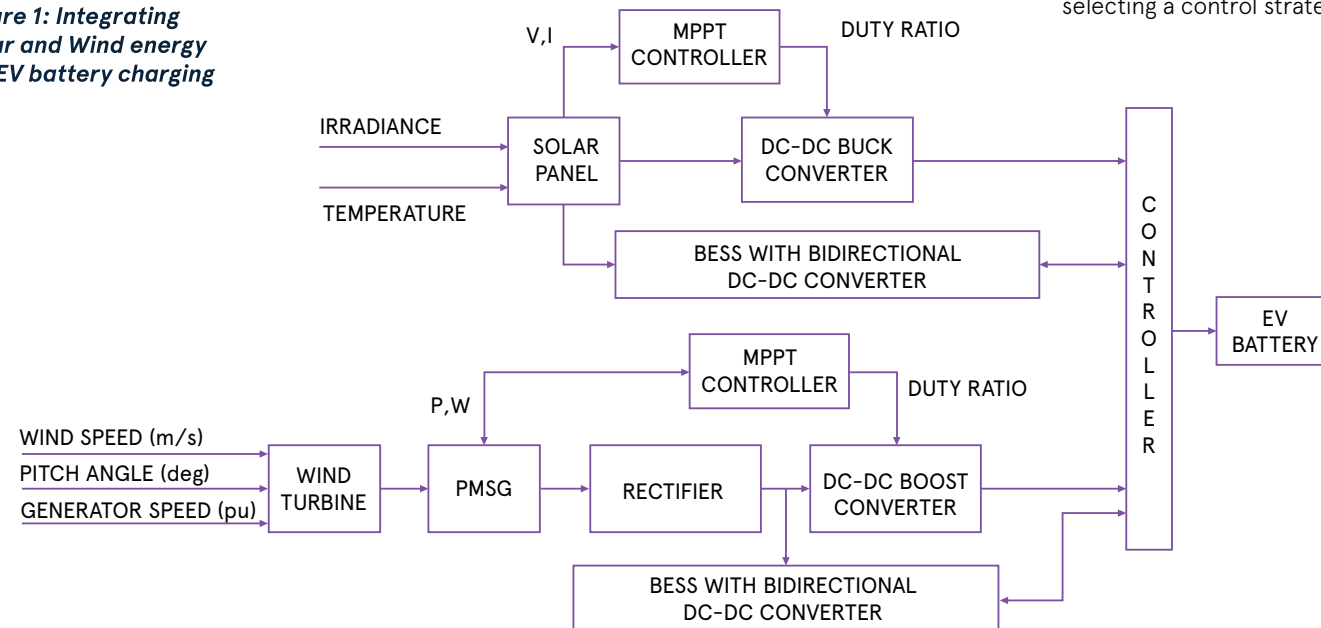 re 1: Integrating
ar and Wind energy
EV battery charging
selecting a control strate
V,I
MPPT
CONTROLLER
DUTY RATIO
IRRADIANCE
TEMPERATURE
SOLAR
PANEL
DC-DC BUCK
CONVERTER
BESS WITH BIDIRECTIONAL
DC-DC CONVERTER
CONTROLLER
EV
BATTERY
MPPT
CONTROLLER
DUTY RATIO
P,W
WIND SPEED (m/s)
PITCH ANGLE (deg)
GENERATOR SPEED (pu)
WIND
TURBINE
PMSG
RECTIFIER
DC-DC BOOST
CONVERTER
BESS WITH BIDIRECTIONAL
DC-DC CONVERTER